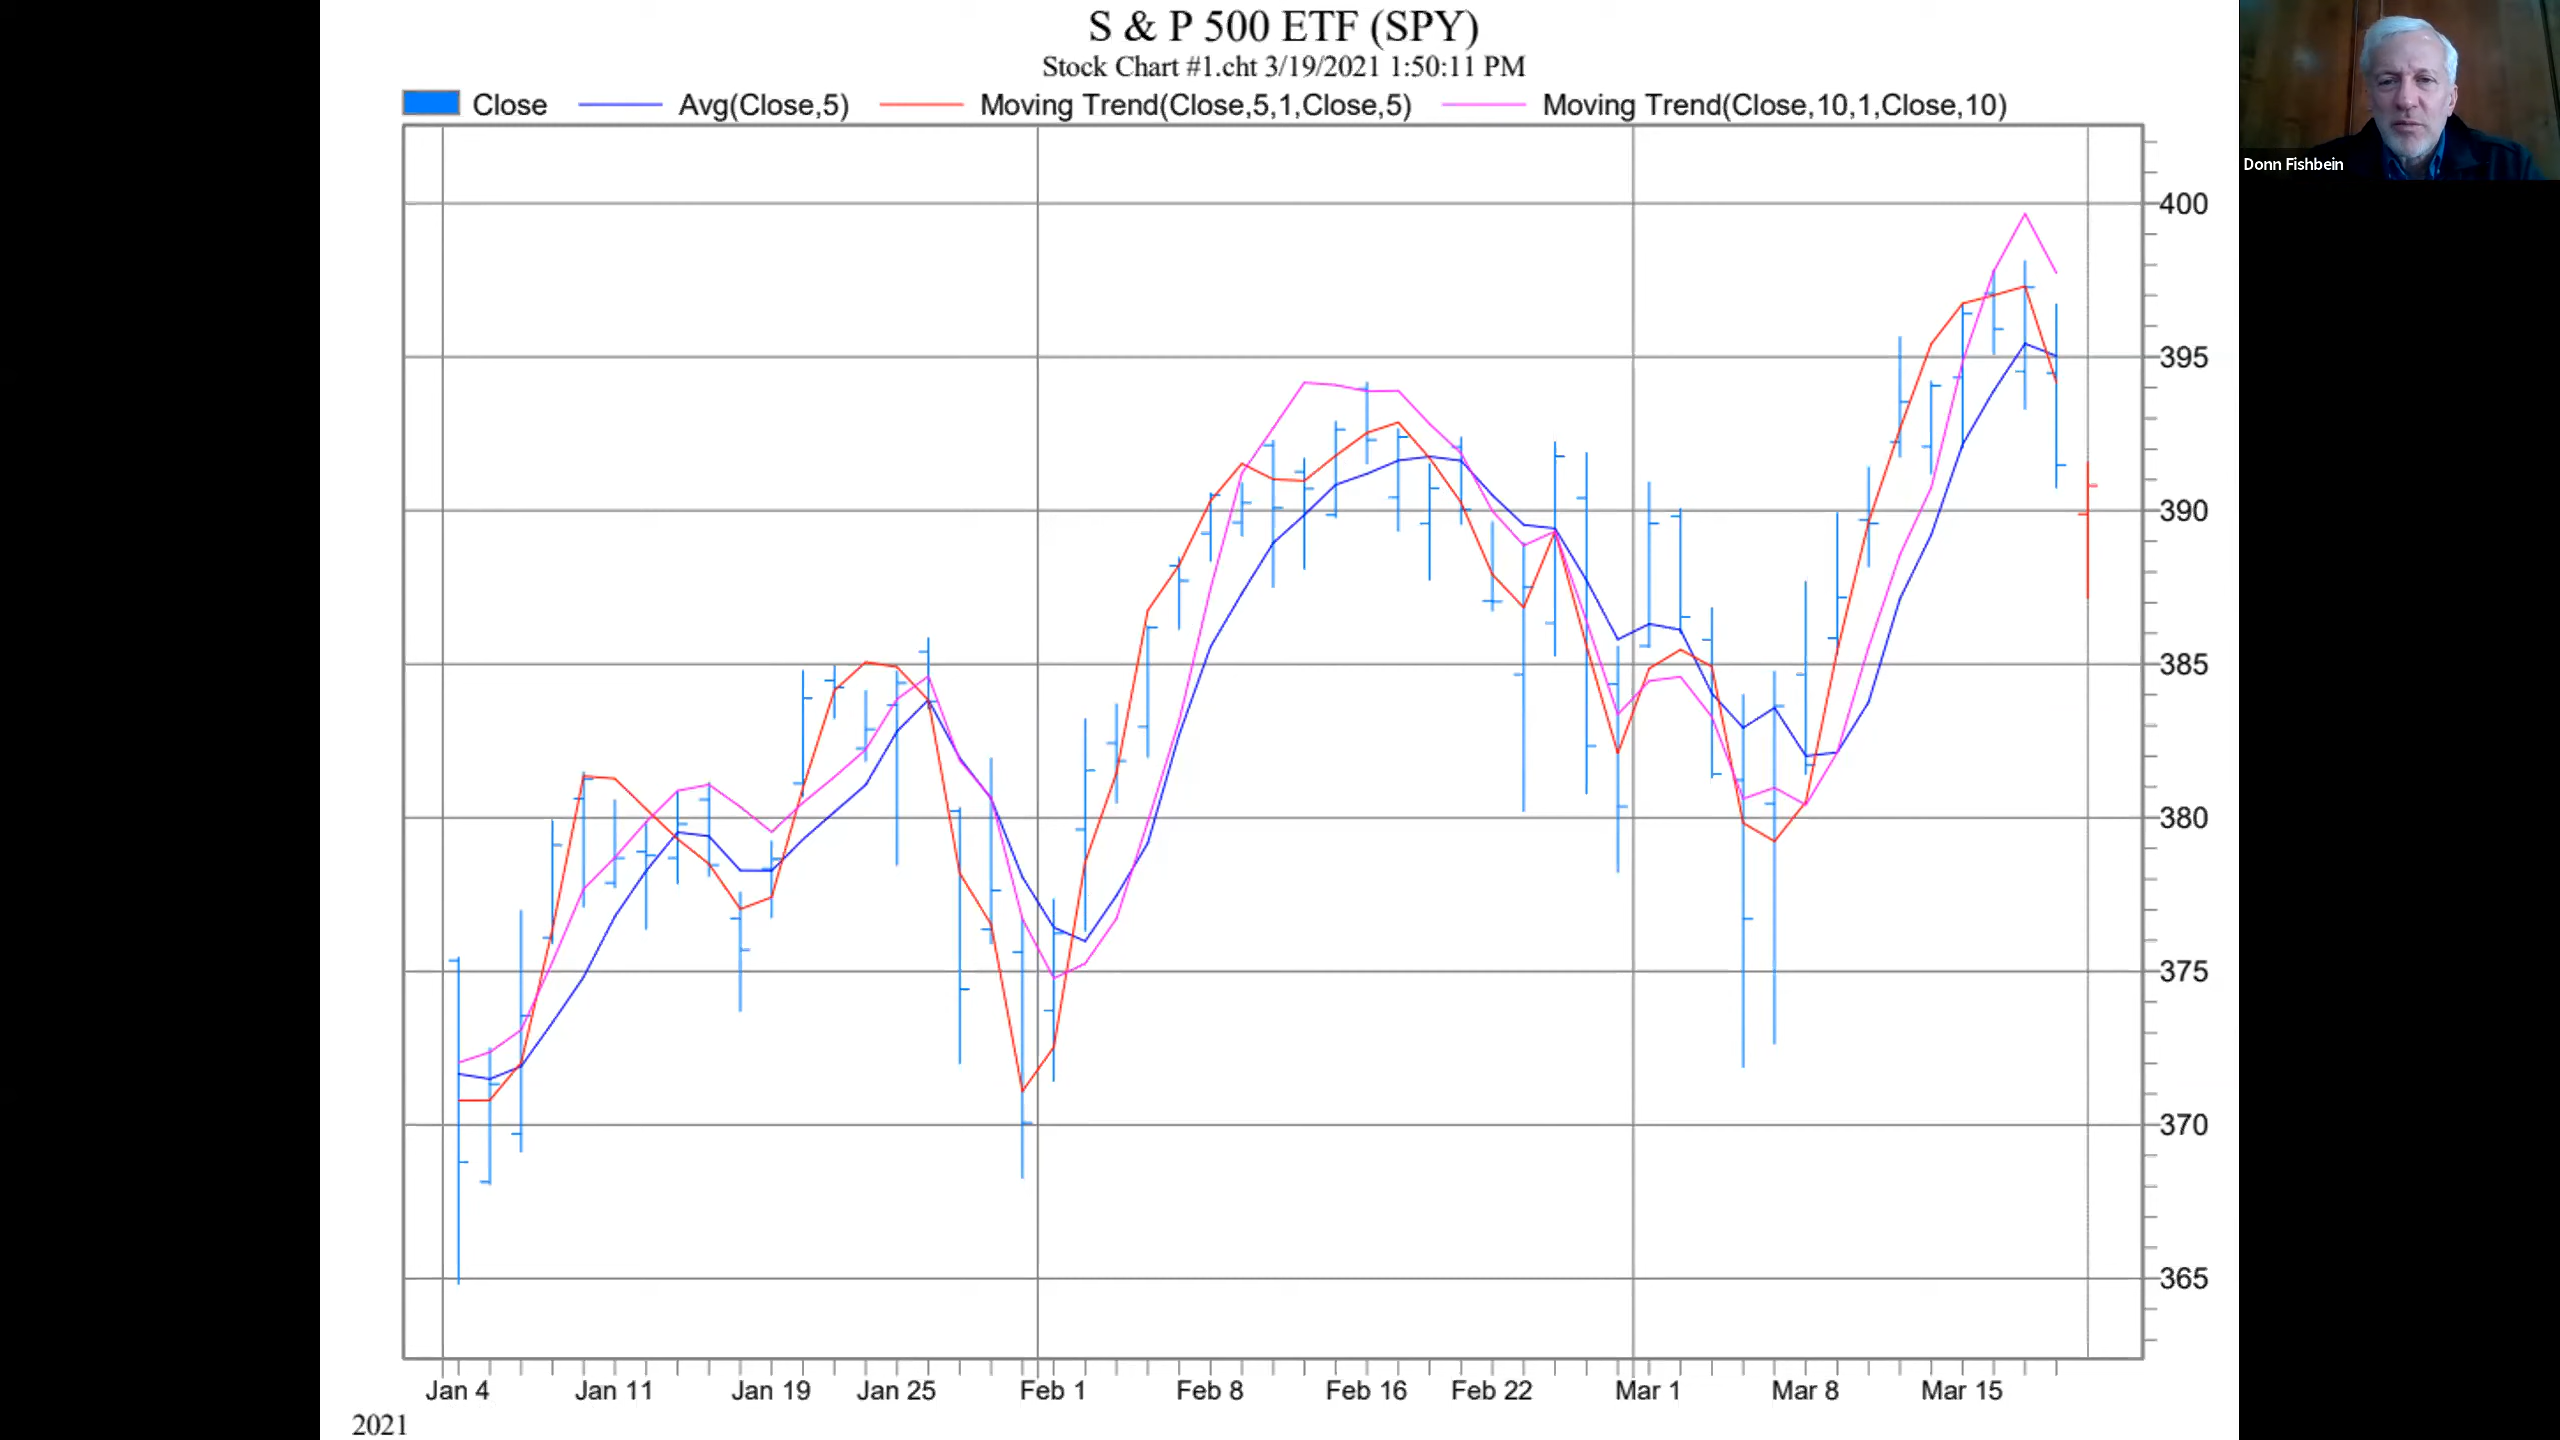 S & P 500 ETF (SPY)
Stock Chart #1.cht 3/19/2021 1:50:11 PM
Close Avg(Close,5) Moving Trend(Close,5,1,Close,5) Moving Trend(Close,10,1,Close,10)
Donn Fishbein
400
395
390
385
380
375
370
365
Jan 4 Jan 11 Jan 19 Jan 25 Feb 1 Feb 8 Feb 16 Feb 22 Mar 1 Mar 8 Mar 15
2021